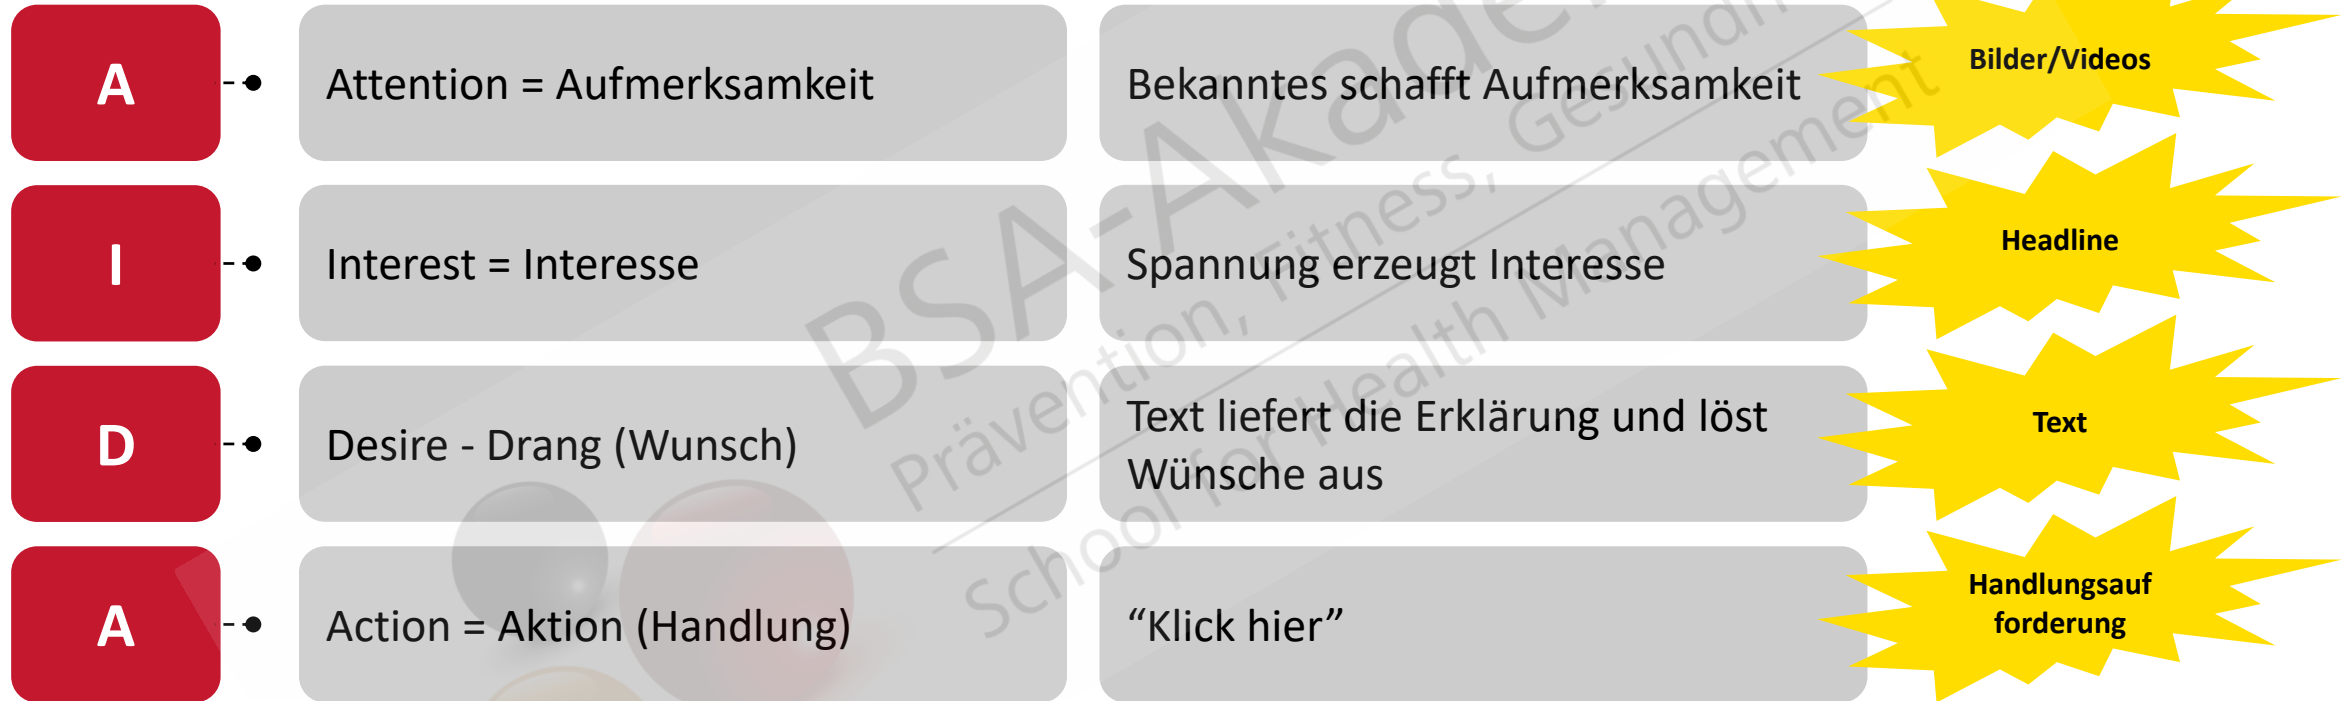 A
Attention = Aufmerksamkeit
Bekanntes schafft Aufmerksamkeit
Bilder/Videos
I
Interest = Interesse
Spannung erzeugt Interesse
Headline
D
Desire - Drang (Wunsch)
Text liefert die Erklärung und löst
Wünsche aus
Text
A
Action = Aktion (Handlung)
“Klick hier”
Handlungsauf
forderung
BSA-Akade
Prävention, Fitness, Gesundh
School for Health Management